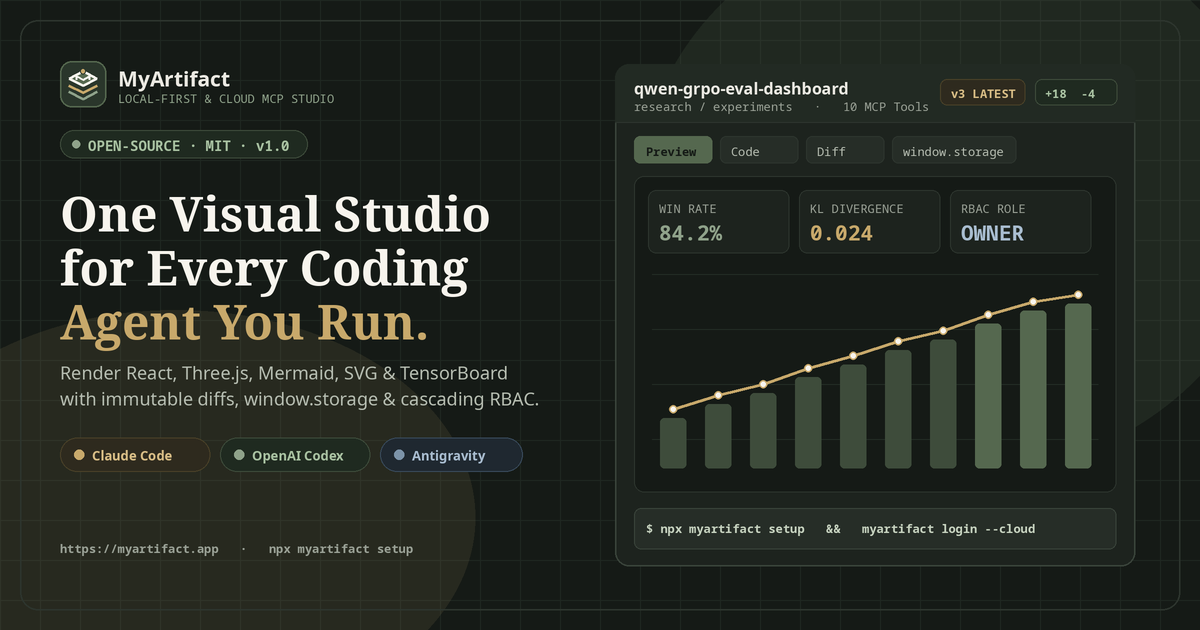 MyArtifact
LOCAL-FIRST & CLOUD MCP STUDIO
OPEN-SOURCE · MIT · v1.0
One Visual Studio
for Every Coding
Agent You Run.
Render React, Three.js, Mermaid, SVG & TensorBoard
with immutable diffs, window.storage & cascading RBAC.
Claude Code
OpenAI Codex
Antigravity
https://myartifact.app · npx myartifact setup
qwen-grpo-eval-dashboard
research / experiments · 10 MCP Tools
v3 LATEST
+18 -4
Preview
Code
Diff
window.storage
WIN RATE
84.2%
KL DIVERGENCE
0.024
RBAC ROLE
OWNER
$ npx myartifact setup && myartifact login --cloud